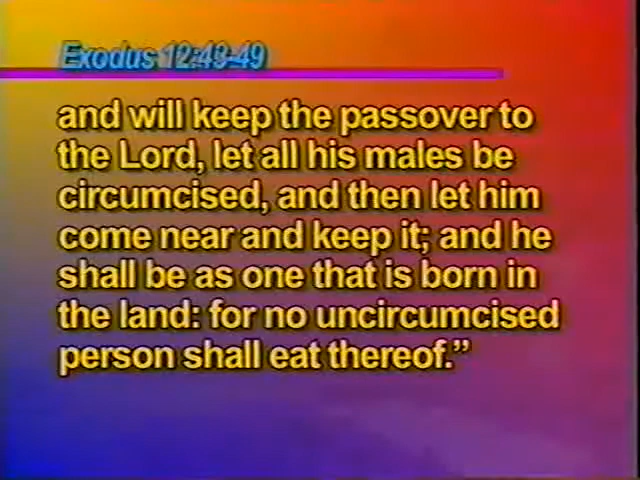 Exodus 12:43-49
and will keep the passover to
the Lord, let all his males be
circumcised, and then let him
come near and keep it; and he
shall be as one that is born in
the land: for no uncircumcised
person shall eat thereof.”